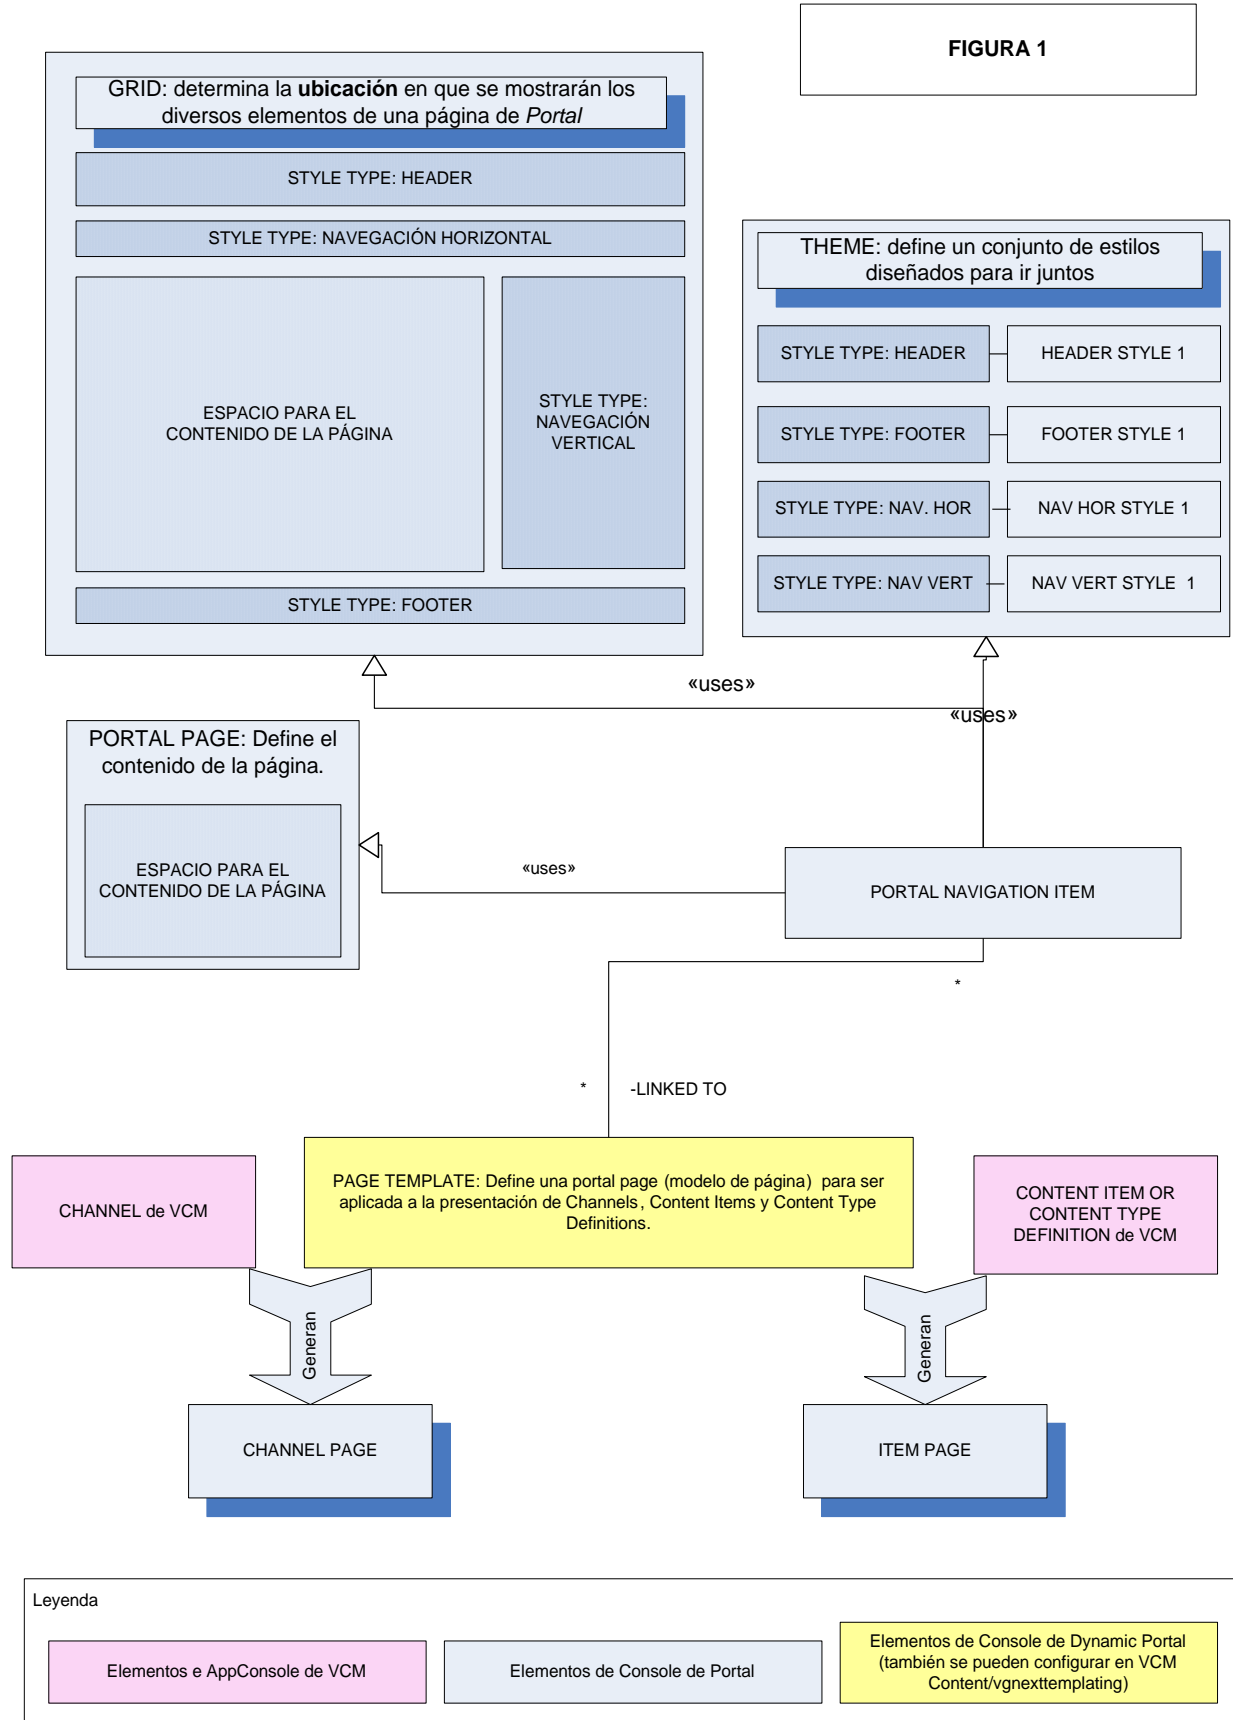 FIGURA 1
GRID: determina la ubicación en que se mostrarán los
diversos elementos de una página de Portal
STYLE TYPE: HEADER
STYLE TYPE: NAVEGACIÓN HORIZONTAL
ESPACIO PARA EL
CONTENIDO DE LA PÁGINA
STYLE TYPE:
NAVEGACIÓN
VERTICAL
STYLE TYPE: FOOTER
THEME: define un conjunto de estilos
diseñados para ir juntos
STYLE TYPE: HEADER
HEADER STYLE 1
STYLE TYPE: FOOTER
FOOTER STYLE 1
STYLE TYPE: NAV. HOR
NAV HOR STYLE 1
STYLE TYPE: NAV VERT
NAV VERT STYLE 1
«uses»
«uses»
PORTAL PAGE: Define el
contenido de la página.
ESPACIO PARA EL
CONTENIDO DE LA PÁGINA
«uses»
PORTAL NAVIGATION ITEM
*
*
-LINKED TO
CHANNEL de VCM
PAGE TEMPLATE: Define una portal page (modelo de página) para ser
aplicada a la presentación de Channels, Content Items y Content Type
Definitions.
CONTENT ITEM OR
CONTENT TYPE
DEFINITION de VCM
Generan
Generan
CHANNEL PAGE
ITEM PAGE
Leyenda
Elementos e AppConsole de VCM
Elementos de Console de Portal
Elementos de Console de Dynamic Portal
(también se pueden configurar en VCM
Content/vgnexttemplating)